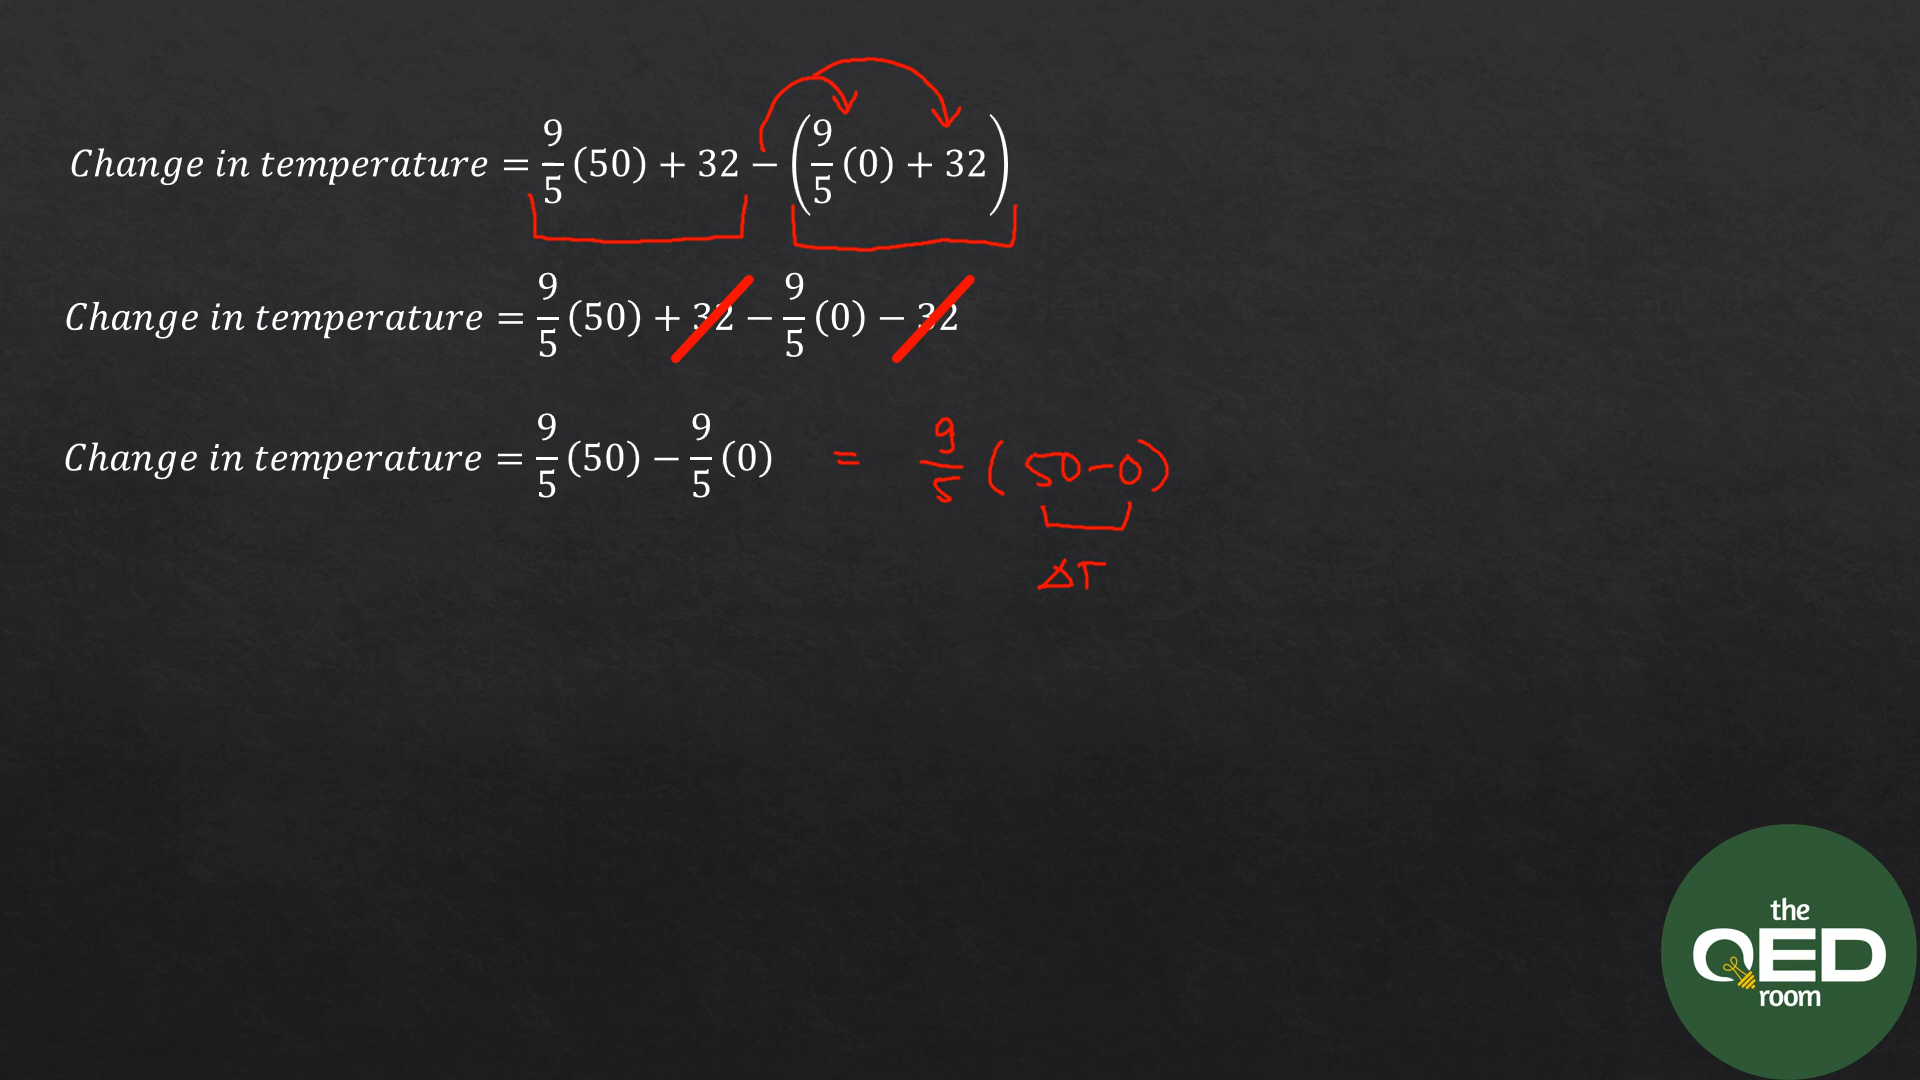 Change in temperature = 9/5 (50) + 32 − (9/5 (0) + 32)
Change in temperature = 9/5 (50) + 32 − 9/5 (0) − 32
Change in temperature = 9/5 (50) − 9/5 (0) = 9/5 (50-0)
ΔT
the
QED
room